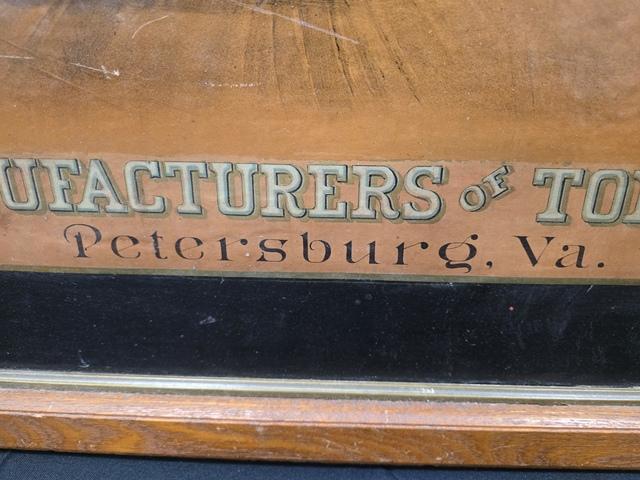 UFACTURERS OF TO
Petersburg, Va.